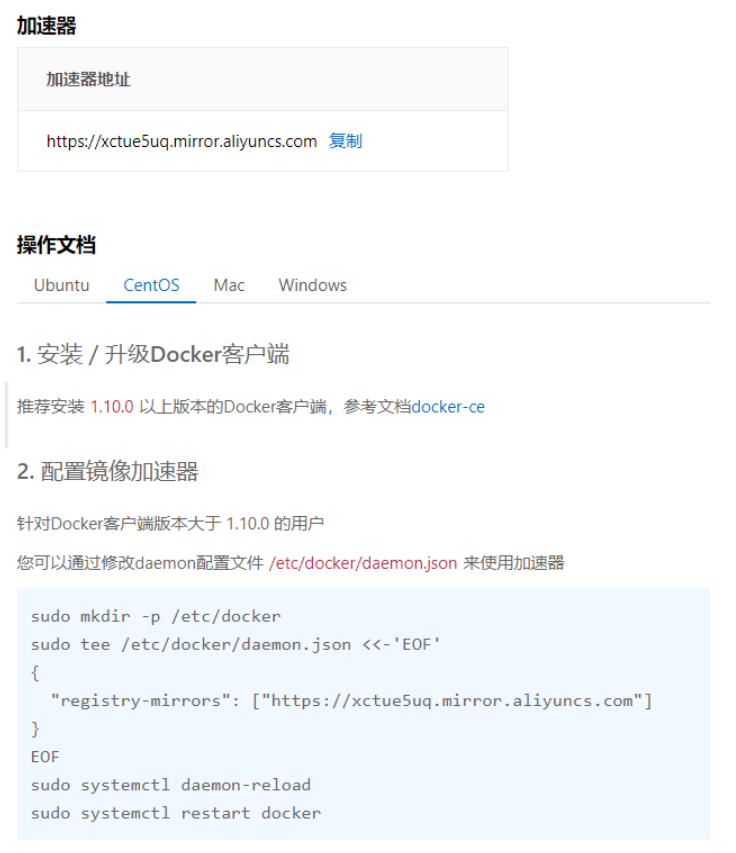 加速器
加速器地址
https://xctue5uq.mirror.aliyuncs.com 复制
操作文档
Ubuntu CentOS Mac Windows
1. 安装 / 升级Docker客户端
推荐安装 1.10.0 以上版本的Docker客户端，参考文档docker-ce
2. 配置镜像加速器
针对Docker客户端版本大于 1.10.0 的用户
您可以通过修改daemon配置文件 /etc/docker/daemon.json 来使用加速器
sudo mkdir -p /etc/docker
sudo tee /etc/docker/daemon.json <<-'EOF'
{
  "registry-mirrors": ["https://xctue5uq.mirror.aliyuncs.com"]
}
EOF
sudo systemctl daemon-reload
sudo systemctl restart docker